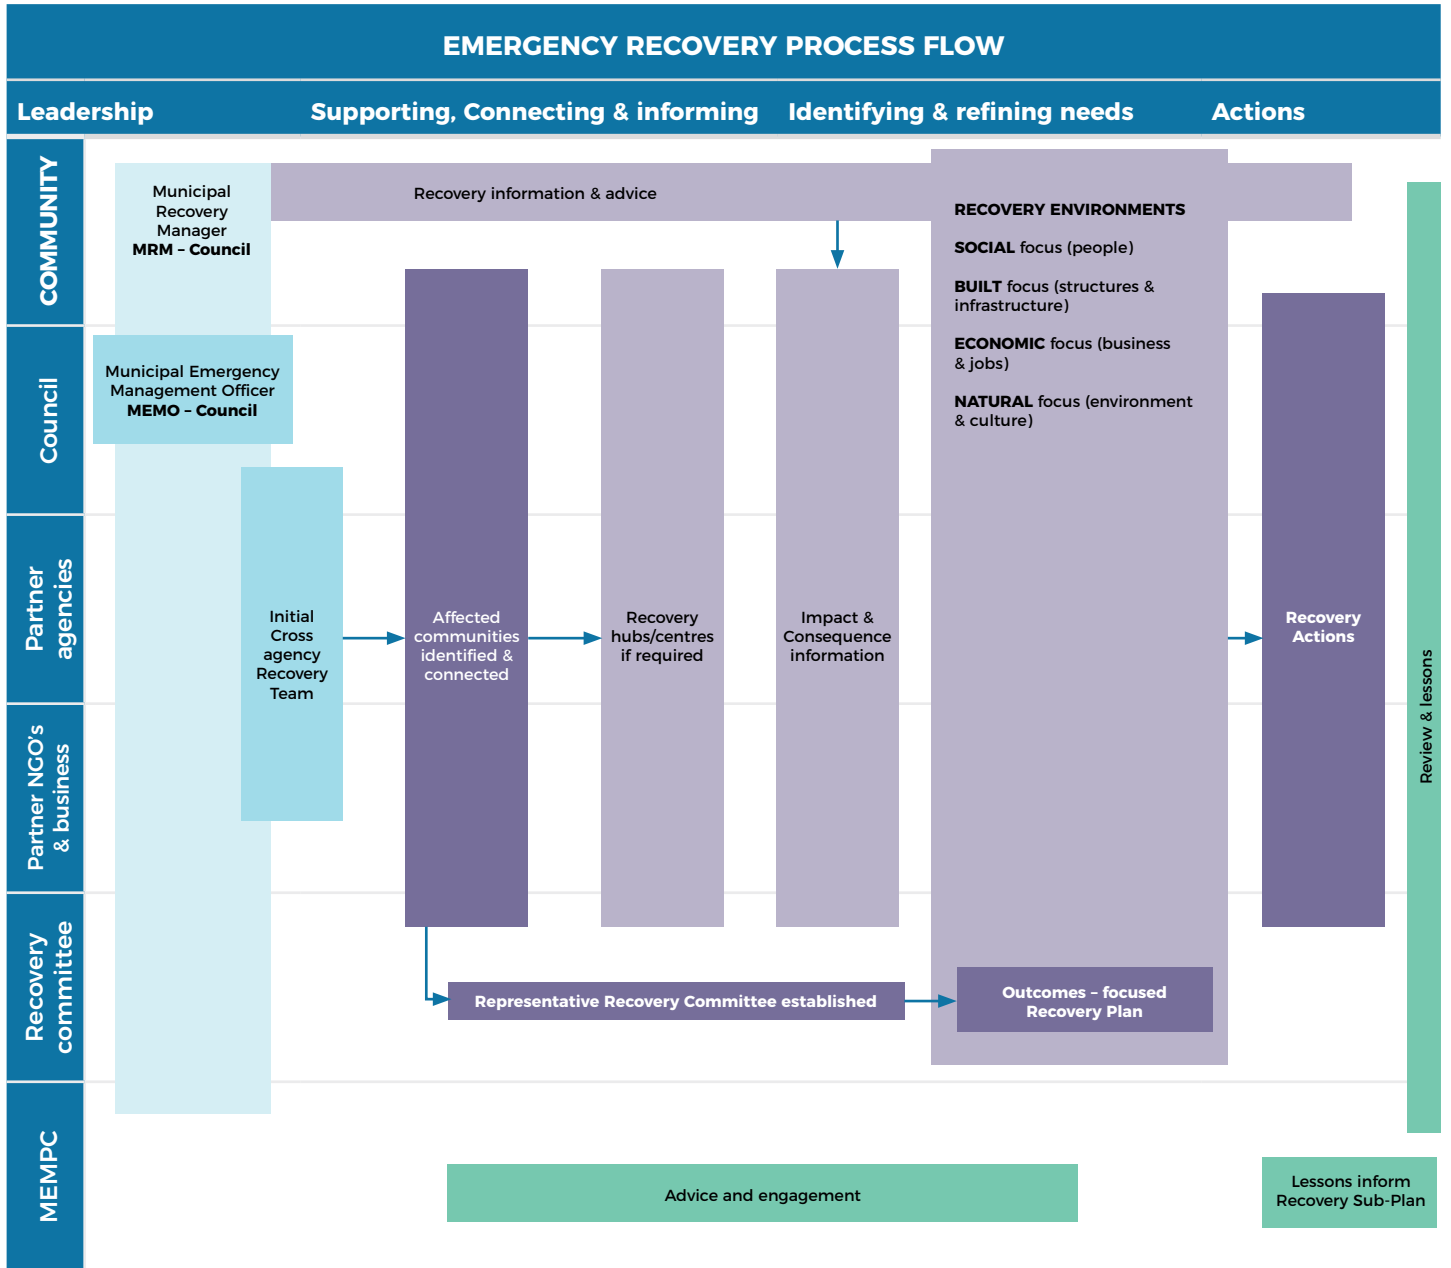 EMERGENCY RECOVERY PROCESS FLOW
Leadership
Supporting, Connecting & informing
Identifying & refining needs
Actions
COMMUNITY
Council
Partner
agencies
Partner NGO's
& business
Recovery
committee
MEMPC
Municipal
Recovery
Manager
MRM – Council
Recovery information & advice
Municipal Emergency
Management Officer
MEMO – Council
Initial
Cross
agency
Recovery
Team
Affected
communities
identified &
connected
Recovery
hubs/centres
if required
Impact &
Consequence
information
RECOVERY ENVIRONMENTS
SOCIAL focus (people)
BUILT focus (structures &
infrastructure)
ECONOMIC focus (business
& jobs)
NATURAL focus (environment
& culture)
Recovery
Actions
Review & lessons
Representative Recovery Committee established
Outcomes – focused
Recovery Plan
Advice and engagement
Lessons inform
Recovery Sub-Plan